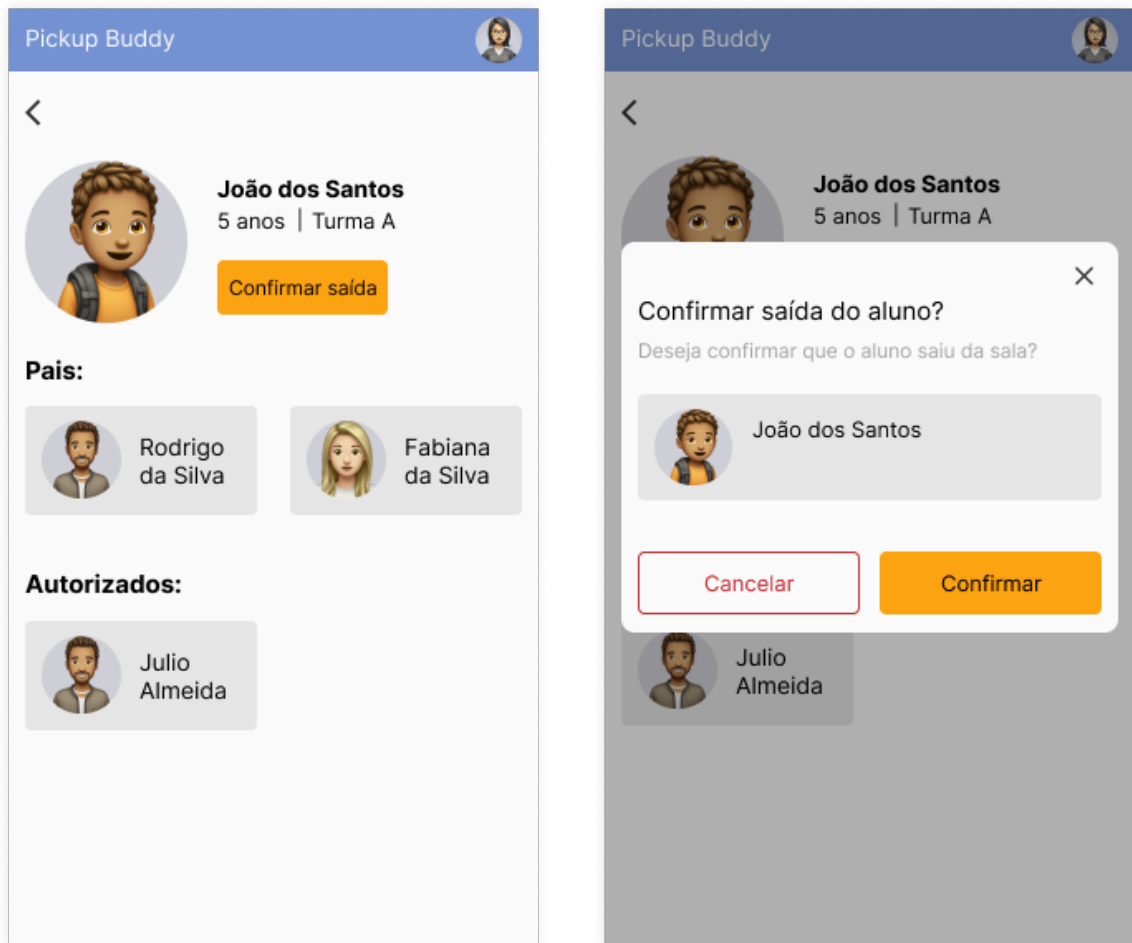 Pickup Buddy
João dos Santos
5 anos | Turma A
Confirmar saída
Pais:
Rodrigo
da Silva
Fabiana
da Silva
Autorizados:
Julio
Almeida
Pickup Buddy
João dos Santos
5 anos | Turma A
Confirmar saída do aluno?
Deseja confirmar que o aluno saiu da sala?
João dos Santos
Cancelar
Confirmar
Julio
Almeida